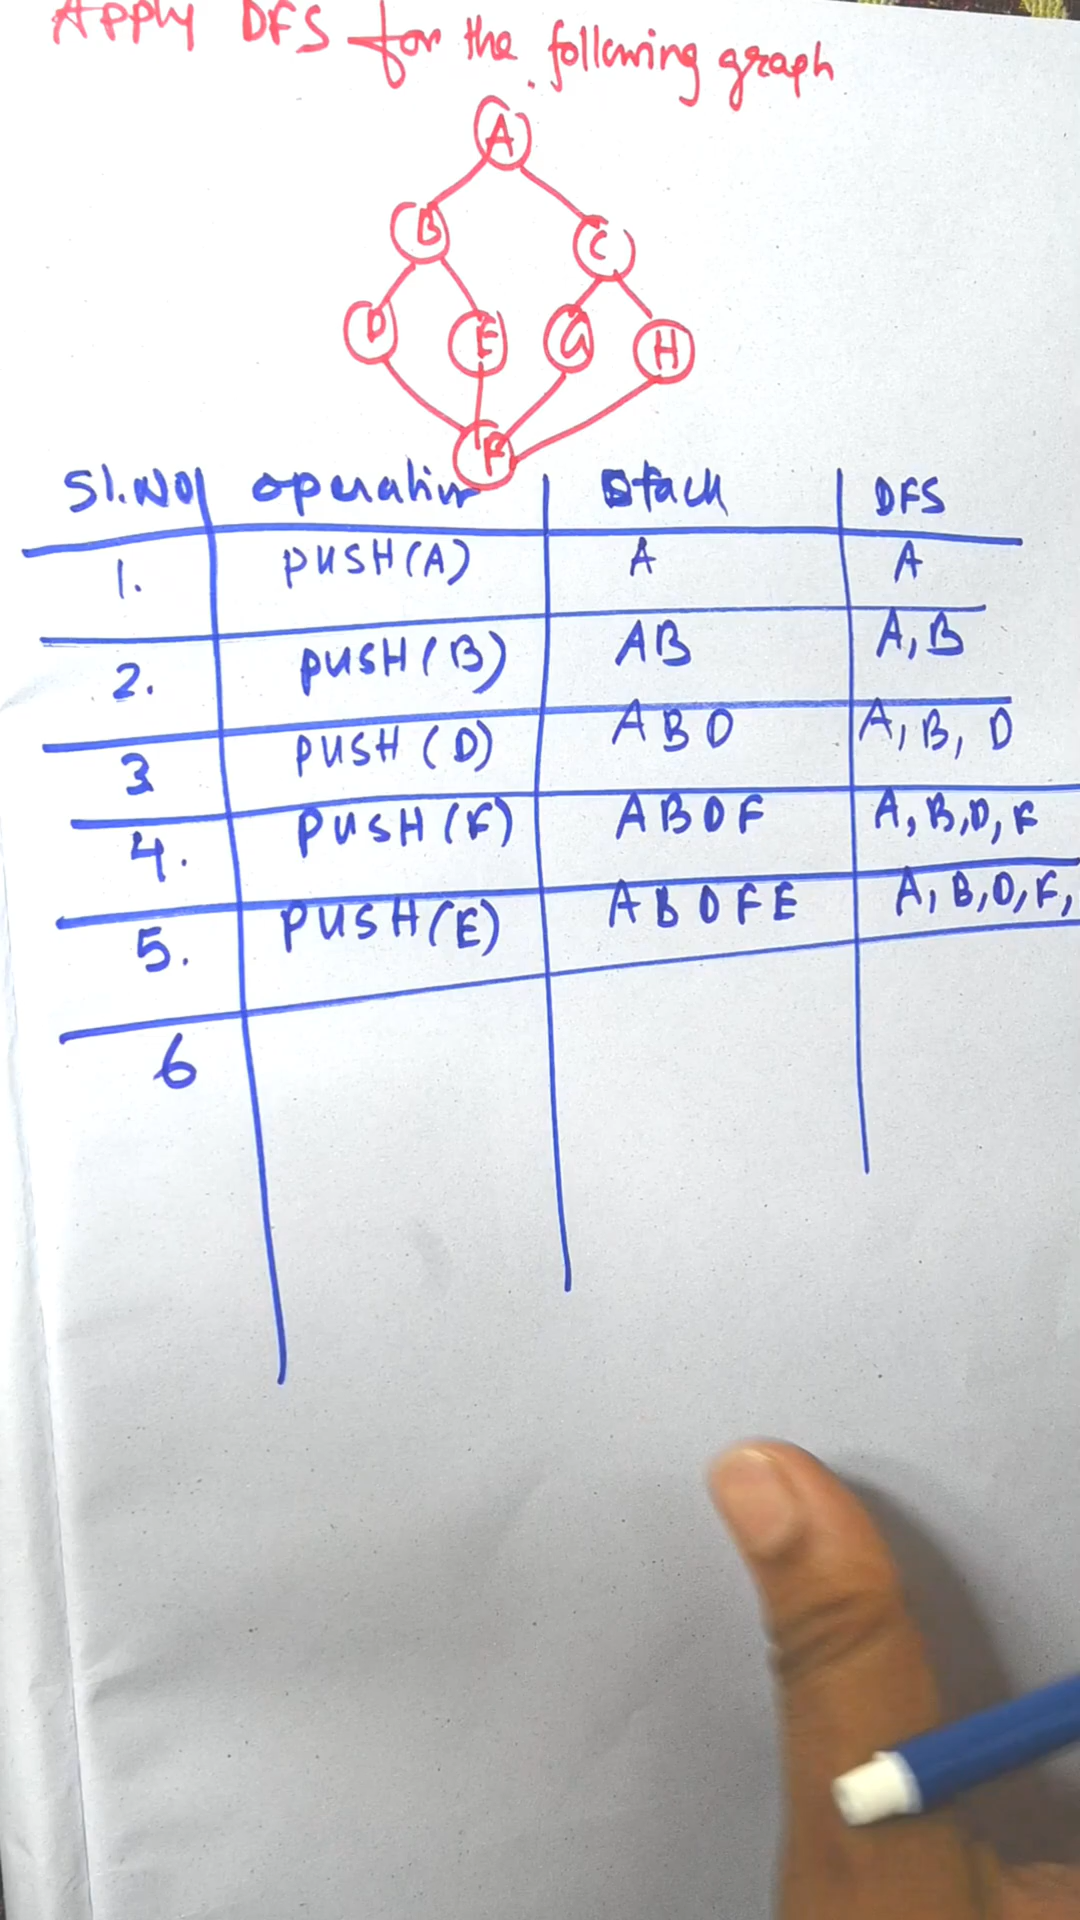 Apply DFS for the following graph
A
B C
D E G H
F
Sl.NO operation Stack DFS
1. PUSH(A) A A
2. PUSH(B) AB A,B
3 PUSH(D) ABD A,B,D
4. PUSH(F) ABDF A,B,D,F
5. PUSH(E) ABDFE A,B,D,F,
6